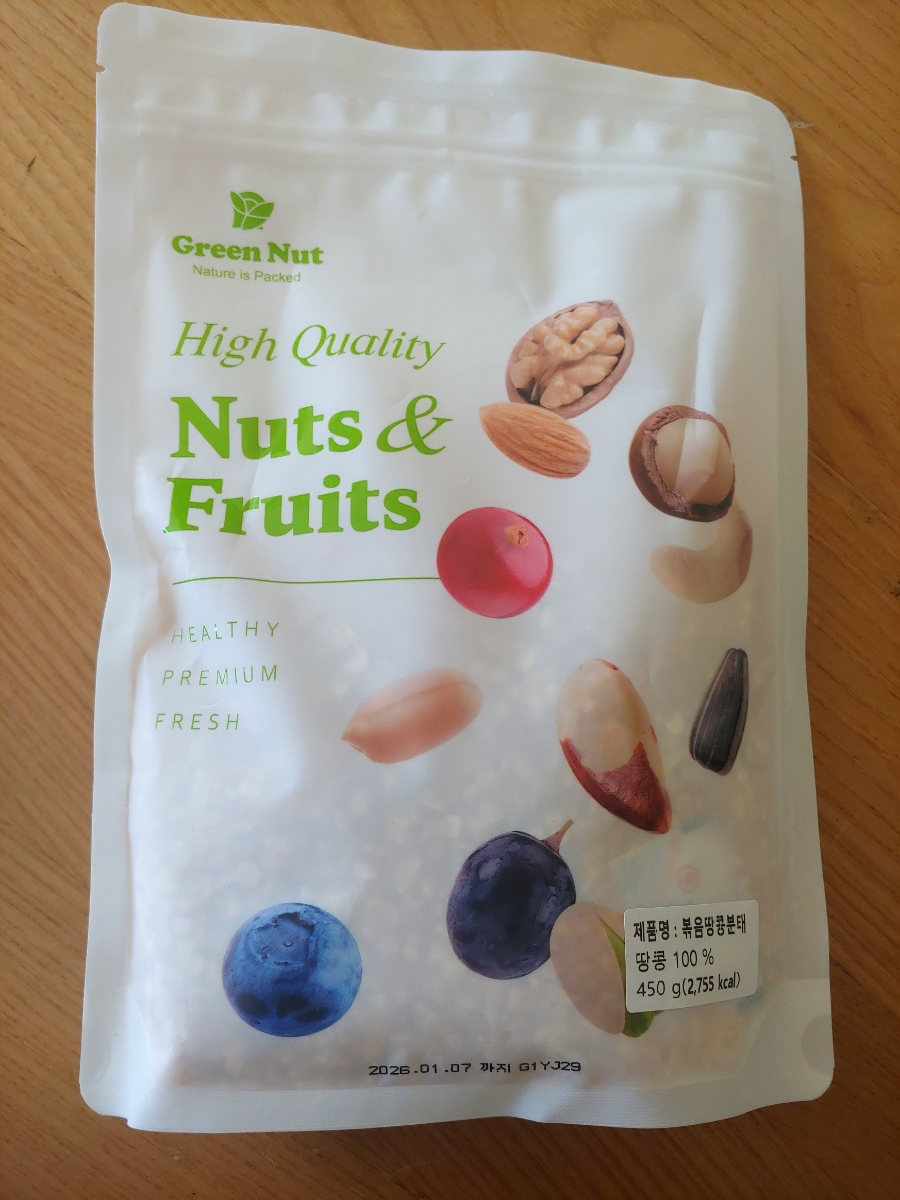 Green Nut
Nature is Packed
High Quality
Nuts &
Fruits
HEALTHY
PREMIUM
FRESH
제품명 : 볶음땅콩분태
땅콩 100 %
450 g(2,755 kcal)
2026.01.07 까지 G1YJ29